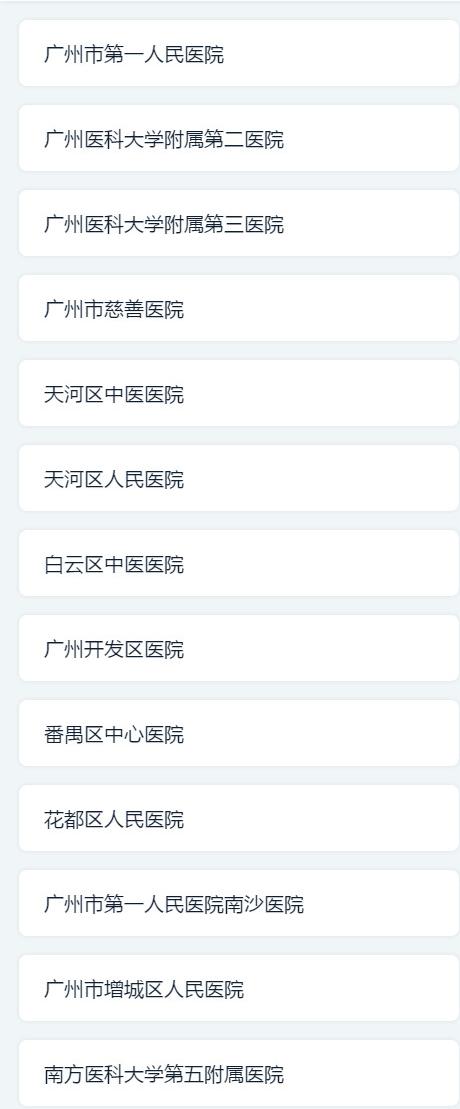 广州市第一人民医院
广州医科大学附属第二医院
广州医科大学附属第三医院
广州市慈善医院
天河区中医医院
天河区人民医院
白云区中医医院
广州开发区医院
番禺区中心医院
花都区人民医院
广州市第一人民医院南沙医院
广州市增城区人民医院
南方医科大学第五附属医院